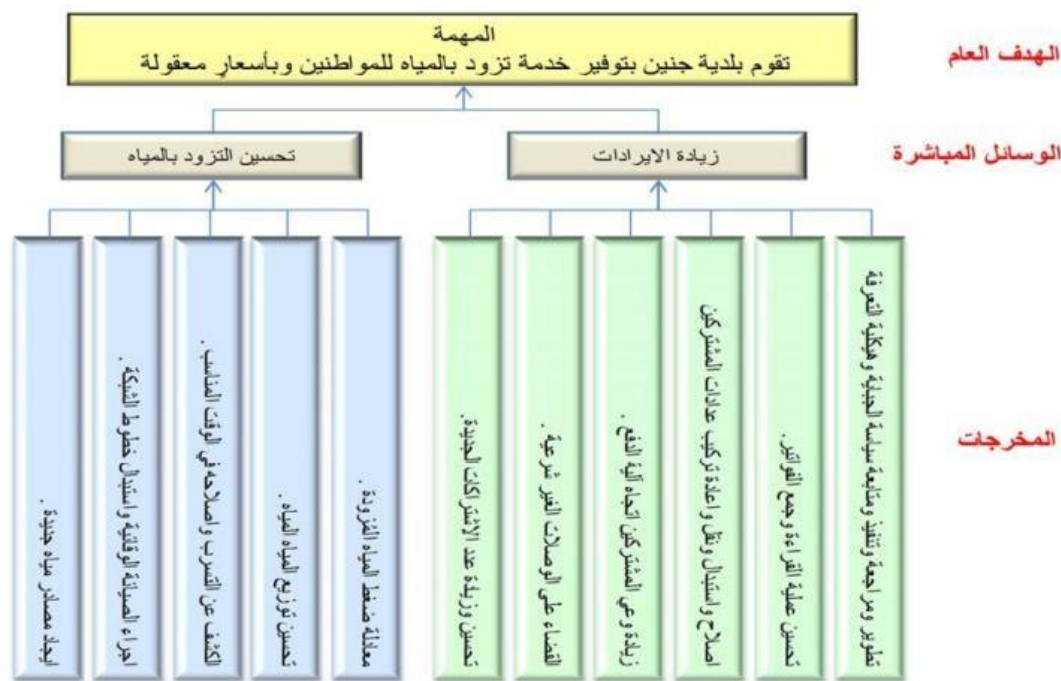 المهمة
تقوم بلدية جنين بتوفير خدمة تزود بالمياه للمواطنين وبأسعارٍ معقولة
الهدف العام
زيادة الايرادات
تحسين التزود بالمياه
الوسائل المباشرة
تطوير ومراجعة وتنفيذ ومتابعة سياسة الجباية وهيكلية التعرفة
تحسين عملية القراءة وجمع الفواتير .
اصلاح واستبدال ونقل واعادة تركيب عدادات المشتركين
زيادة وعي المشتركين اتجاه آلية الدفع .
القضاء على الوصلات الغير شرعية .
تحسين وزيادة عدد الاشتراكات الجديدة.
معادلة ضغط المياه المزودة .
تحسين توزيع المياه المياه .
الكشف عن التسرب واصلاحه في الوقت المناسب .
اجراء الصيانة الوقائية واستبدال خطوط الشبكة .
ايجاد مصادر مياه جديدة .
المخرجات